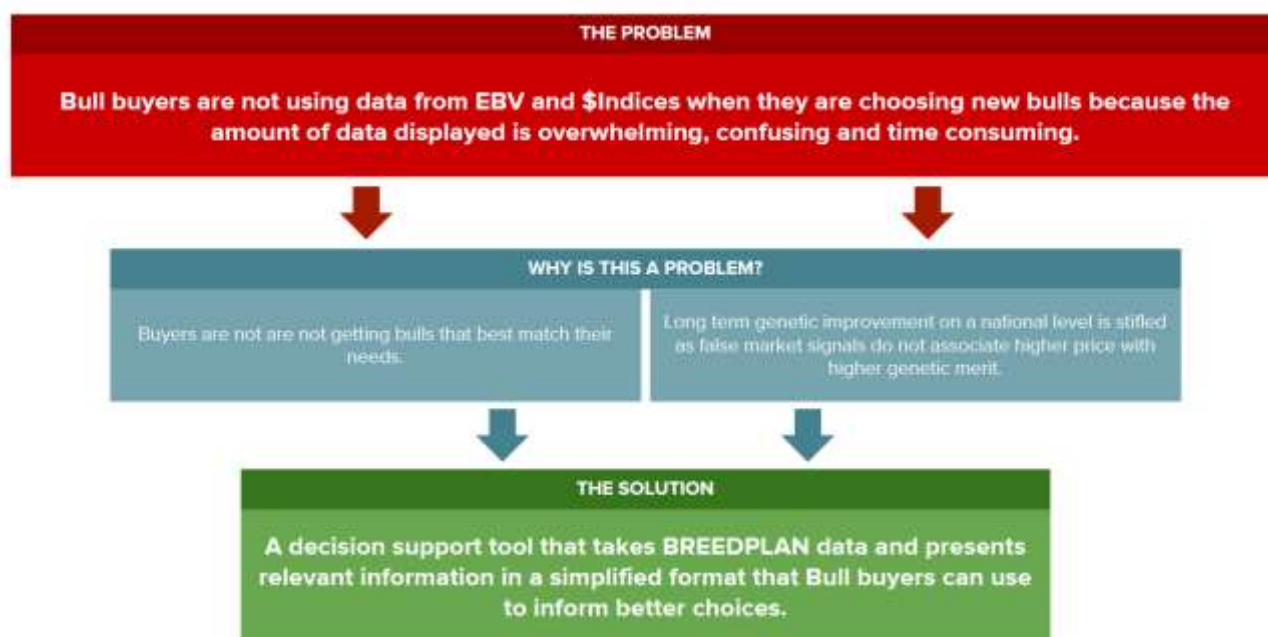 THE PROBLEM
Bull buyers are not using data from EBV and $Indices when they are choosing new bulls because the
amount of data displayed is overwhelming, confusing and time consuming.
WHY IS THIS A PROBLEM?
Buyers are not are not getting bulls that best match their
needs.
Long term genetic improvement on a national level is stifled
as false market signals do not associate higher price with
higher genetic merit.
THE SOLUTION
A decision support tool that takes BREEDPLAN data and presents
relevant information in a simplified format that Bull buyers can use
to inform better choices.